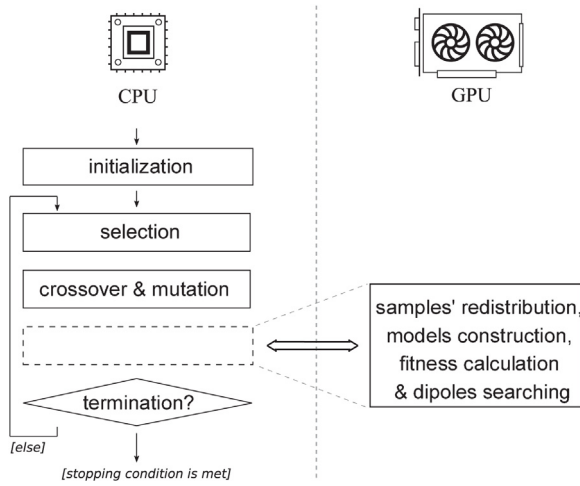 CPU
GPU
initialization
selection
crossover & mutation
samples' redistribution,
models construction,
fitness calculation
& dipoles searching
termination?
[else]
[stopping condition is met]